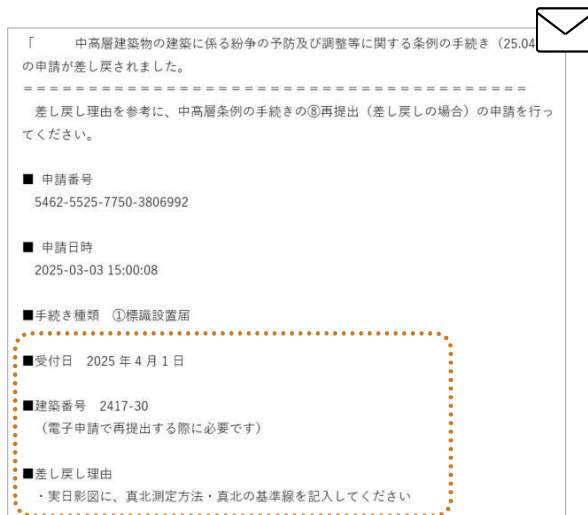 「　　中高層建築物の建築に係る紛争の予防及び調整等に関する条例の手続き（25.04
の申請が差し戻されました。
＝＝＝＝＝＝＝＝＝＝＝＝＝＝＝＝＝＝＝＝＝＝＝＝＝＝＝＝＝＝＝＝＝＝＝＝＝＝＝
差し戻し理由を参考に、中高層条例の手続きの⑧再提出（差し戻しの場合）の申請を行っ
てください。
■ 申請番号
5462-5525-7750-3806992
■ 申請日時
2025-03-03 15:00:08
■手続き種類　①標識設置届
■受付日　2025 年 4 月 1 日
■建築番号　2417-30
（電子申請で再提出する際に必要です）
■差し戻し理由
・実日影図に、真北測定方法・真北の基準線を記入してください